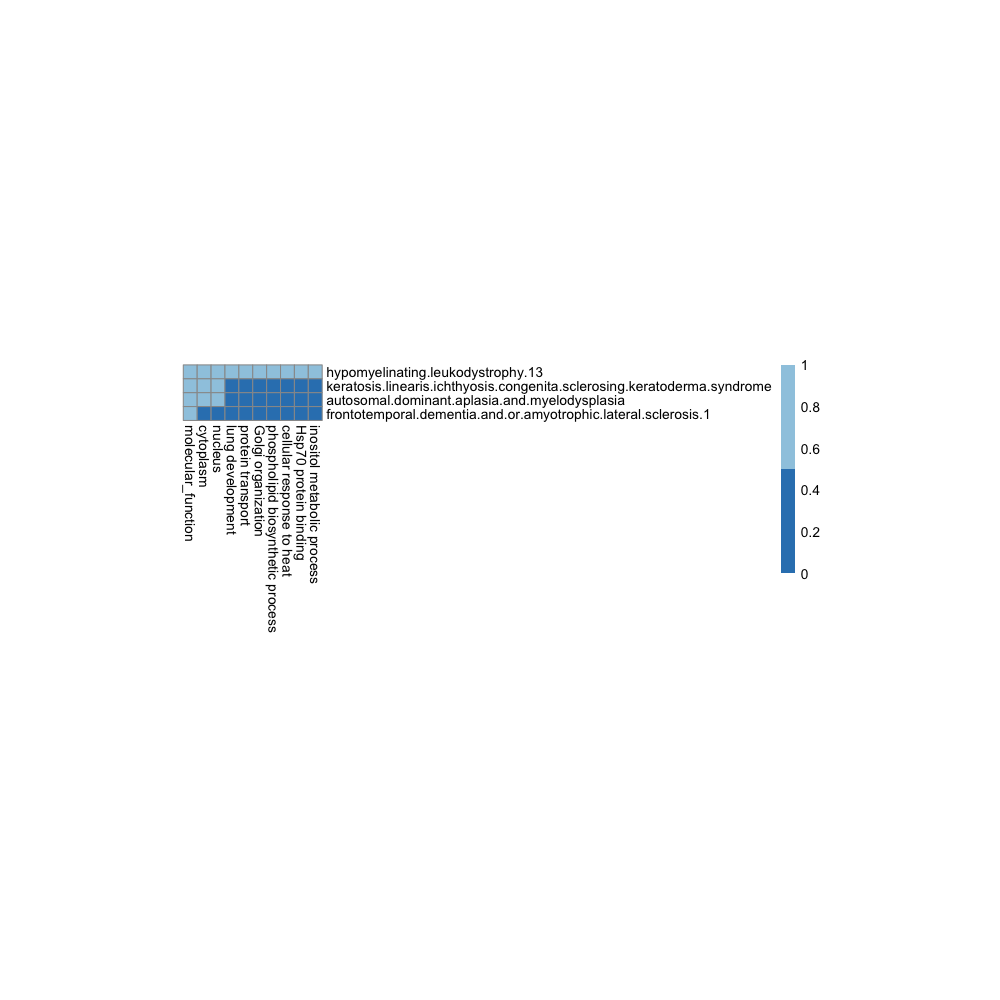 hypomyelinating.leukodystrophy.13
keratosis.linearis.ichthyosis.congenita.sclerosing.keratoderma.syndrome
autosomal.dominant.aplasia.and.myelodysplasia
frontotemporal.dementia.and.or.amyotrophic.lateral.sclerosis.1
molecular_function
cytoplasm
nucleus
lung development
protein transport
Golgi organization
phospholipid biosynthetic process
cellular response to heat
Hsp70 protein binding
inositol metabolic process
1
0.8
0.6
0.4
0.2
0